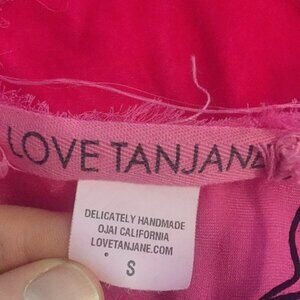 LOVE TANJANE
DELICATELY HANDMADE
OJAI CALIFORNIA
LOVETANJANE.COM
S